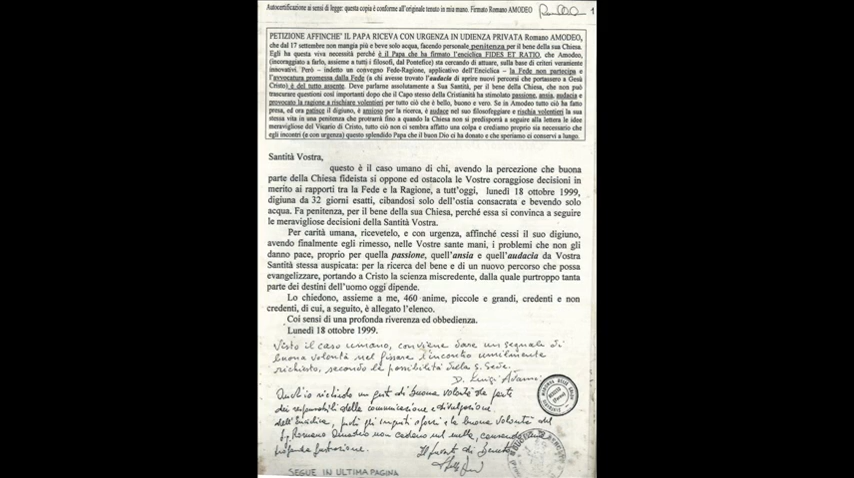 Autocertificazione ai sensi di legge: questa copia è conforme all'originale tenuto in mia mano. Firmato Romano AMODEO
1
PETIZIONE AFFINCHE' IL PAPA RICEVA CON URGENZA IN UDIENZA PRIVATA Romano AMODEO,
che dal 17 settembre non mangia più e beve solo acqua, facendo personale penitenza per il bene della sua Chiesa.
Egli ha questa viva necessità perché è il Papa che ha firmato l'enciclica FIDES ET RATIO, che Amodeo,
(incoraggiato a farlo, assieme a tutti i filosofi, dal Pontefice) sta cercando di attuare, sulla base di criteri veramente
innovativi. Però – indetto un convegno Fede-Ragione, applicativo dell'Enciclica – la Fede non partecipa e
l'avvocatura promessa dalla Fede (a chi avesse trovato l'audacia di aprire nuovi percorsi che portassero a Gesù
Cristo) è del tutto assente. Deve parlarne assolutamente a Sua Santità, per il bene della Chiesa, che non può
trascurare questioni così importanti dopo che il Capo stesso della Cristianità ha stimolato passione, ansia, audacia e
provocato la ragione a rischiare volentieri per tutto ciò che è bello, buono e vero. Se in Amodeo tutto ciò ha fatto
presa, ed ora patisce il digiuno, è ansioso per la ricerca, è audace nel suo filosofeggiare e rischia volentieri la sua
stessa vita in una penitenza che protrarrà fino a quando la Chiesa non si predisporrà a seguire alla lettera le idee
meravigliose del Vicario di Cristo, tutto ciò non ci sembra affatto una colpa e crediamo proprio sia necessario che
egli incontri (e con urgenza) questo splendido Papa che il buon Dio ci ha donato e che speriamo ci conservi a lungo.
Santità Vostra,
questo è il caso umano di chi, avendo la percezione che buona
parte della Chiesa fideista si oppone ed ostacola le Vostre coraggiose decisioni in
merito ai rapporti tra la Fede e la Ragione, a tutt'oggi, lunedì 18 ottobre 1999,
digiuna da 32 giorni esatti, cibandosi solo dell'ostia consacrata e bevendo solo
acqua. Fa penitenza, per il bene della sua Chiesa, perché essa si convinca a seguire
le meravigliose decisioni della Santità Vostra.
Per carità umana, ricevetelo, e con urgenza, affinché cessi il suo digiuno,
avendo finalmente egli rimesso, nelle Vostre sante mani, i problemi che non gli
danno pace, proprio per quella passione, quell'ansia e quell'audacia da Vostra
Santità stessa auspicata: per la ricerca del bene e di un nuovo percorso che possa
evangelizzare, portando a Cristo la scienza miscredente, dalla quale purtroppo tanta
parte dei destini dell'uomo oggi dipende.
Lo chiedono, assieme a me, 460 anime, piccole e grandi, credenti e non
credenti, di cui, a seguito, è allegato l'elenco.
Coi sensi di una profonda riverenza ed obbedienza.
Lunedì 18 ottobre 1999.
Visto il caso umano, conviene dare un segnale di
buona volontà nel fissare l'incontro umilmente
richiesto, secondo la possibilità della S. Sede.
D. Luigi Adami
Anch'io richiedo un gesto di buona volontà da parte
dei responsabili della comunicazione e divulgazione
dell'Enciclica, gli sforzi e la buona volontà del
Sg. Romano Amodeo non cadano nel nulla,
profonda frustrazione. Il
SEGUE IN ULTIMA PAGINA